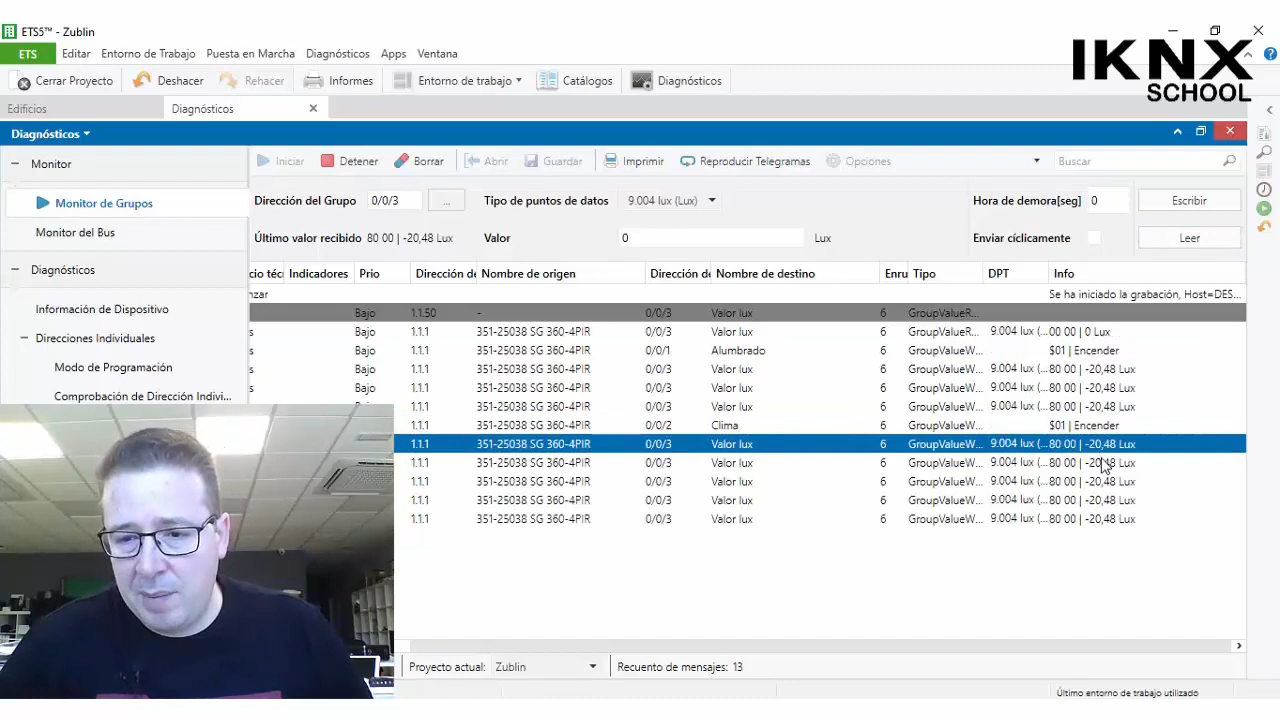 ETS5™ - Zublin
IKNX
SCHOOL
ETS Editar Entorno de Trabajo Puesta en Marcha Diagnósticos Apps Ventana
Cerrar Proyecto Deshacer Rehacer Informes Entorno de trabajo Catálogos Diagnósticos
Edificios Diagnósticos
Diagnósticos
Monitor
Monitor de Grupos
Monitor del Bus
Diagnósticos
Información de Dispositivo
Direcciones Individuales
Modo de Programación
Comprobación de Dirección Indivi...
Iniciar Detener Borrar Abrir Guardar Imprimir Reproducir Telegramas Opciones Buscar
Dirección del Grupo 0/0/3 ... Tipo de puntos de datos 9.004 lux (Lux) Hora de demora[seg] 0 Escribir
Último valor recibido 80 00 | -20,48 Lux Valor 0 Lux Enviar cíclicamente Leer
Indicadores Prio Nombre de origen Nombre de destino Enru Tipo DPT Info
Se ha iniciado la grabación, Host=DES...
Bajo 1.1.50 - 0/0/3 Valor lux 6 GroupValueR...
Bajo 1.1.1 351-25038 SG 360-4PIR 0/0/3 Valor lux 6 GroupValueR... 9.004 lux (... 00 00 | 0 Lux
Bajo 1.1.1 351-25038 SG 360-4PIR 0/0/1 Alumbrado 6 GroupValueW... $01 | Encender
Bajo 1.1.1 351-25038 SG 360-4PIR 0/0/3 Valor lux 6 GroupValueW... 9.004 lux (... 80 00 | -20,48 Lux
Bajo 1.1.1 351-25038 SG 360-4PIR 0/0/3 Valor lux 6 GroupValueW... 9.004 lux (... 80 00 | -20,48 Lux
1.1.1 351-25038 SG 360-4PIR 0/0/3 Valor lux 6 GroupValueW... 9.004 lux (... 80 00 | -20,48 Lux
1.1.1 351-25038 SG 360-4PIR 0/0/2 Clima 6 GroupValueW... $01 | Encender
1.1.1 351-25038 SG 360-4PIR 0/0/3 Valor lux 6 GroupValueW... 9.004 lux (... 80 00 | -20,48 Lux
1.1.1 351-25038 SG 360-4PIR 0/0/3 Valor lux 6 GroupValueW... 9.004 lux (... 80 00 | -20,48 Lux
1.1.1 351-25038 SG 360-4PIR 0/0/3 Valor lux 6 GroupValueW... 9.004 lux (... 80 00 | -20,48 Lux
1.1.1 351-25038 SG 360-4PIR 0/0/3 Valor lux 6 GroupValueW... 9.004 lux (... 80 00 | -20,48 Lux
1.1.1 351-25038 SG 360-4PIR 0/0/3 Valor lux 6 GroupValueW... 9.004 lux (... 80 00 | -20,48 Lux
Proyecto actual: Zublin Recuento de mensajes: 13
Último entorno de trabajo utilizado